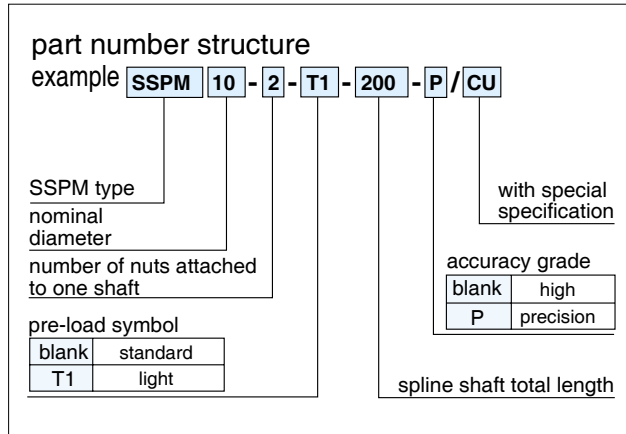 part number structure
example SSPM 10 - 2 - T1 - 200 - P / CU
SSPM type
nominal
diameter
number of nuts attached
to one shaft
pre-load symbol
blank standard
T1 light
with special
specification
accuracy grade
blank high
P precision
spline shaft total length